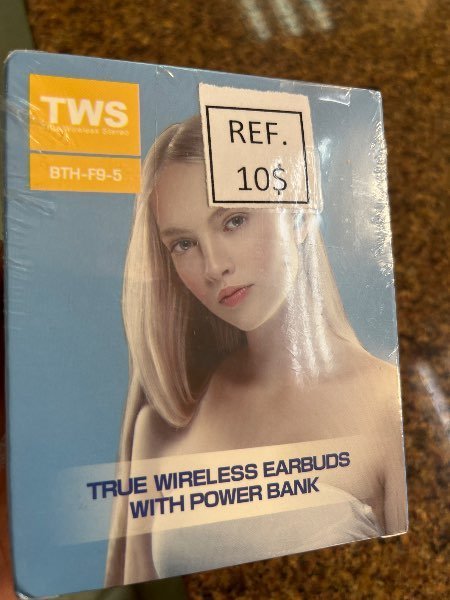 TWS
True Wireless Stereo
BTH-F9-5
REF.
10$
TRUE WIRELESS EARBUDS
WITH POWER BANK